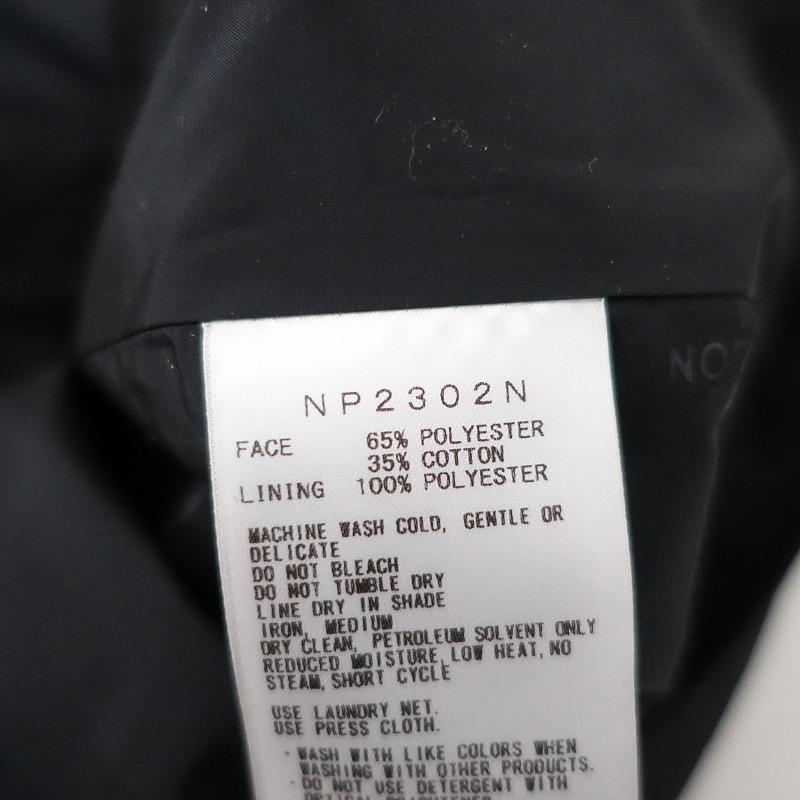 NP2302N
FACE 65% POLYESTER
35% COTTON
LINING 100% POLYESTER
MACHINE WASH COLD, GENTLE OR
DELICATE
DO NOT BLEACH
DO NOT TUMBLE DRY
LINE DRY IN SHADE
IRON, MEDIUM
DRY CLEAN, PETROLEUM SOLVENT ONLY
REDUCED MOISTURE, LOW HEAT, NO
STEAM, SHORT CYCLE
USE LAUNDRY NET.
USE PRESS CLOTH.
· WASH WITH LIKE COLORS WHEN
WASHING WITH OTHER PRODUCTS.
· DO NOT USE DETERGENT WITH
NOT